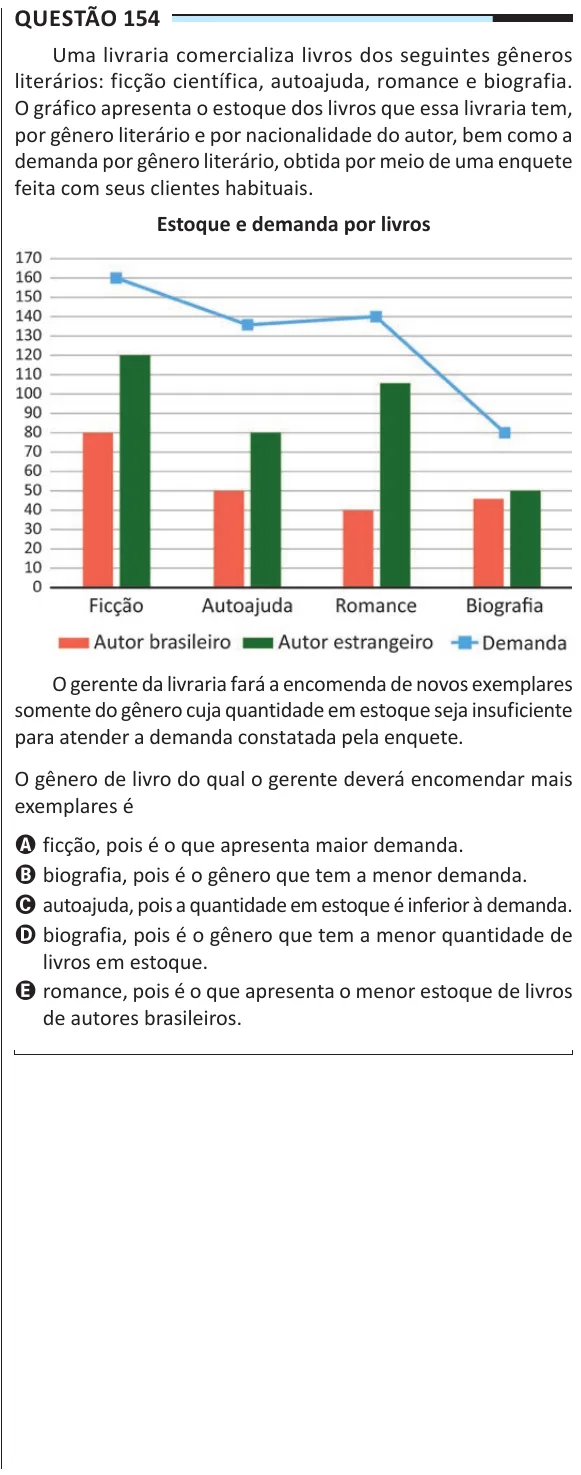 QUESTÃO 154
Uma livraria comercializa livros dos seguintes gêneros
literários: ficção científica, autoajuda, romance e biografia.
O gráfico apresenta o estoque dos livros que essa livraria tem,
por gênero literário e por nacionalidade do autor, bem como a
demanda por gênero literário, obtida por meio de uma enquete
feita com seus clientes habituais.
Estoque e demanda por livros
170
160
150
140
130
120
110
100
90
80
70
60
50
40
30
20
10
0
Ficção Autoajuda Romance Biografia
Autor brasileiro Autor estrangeiro Demanda
O gerente da livraria fará a encomenda de novos exemplares
somente do gênero cuja quantidade em estoque seja insuficiente
para atender a demanda constatada pela enquete.
O gênero de livro do qual o gerente deverá encomendar mais
exemplares é
A ficção, pois é o que apresenta maior demanda.
B biografia, pois é o gênero que tem a menor demanda.
C autoajuda, pois a quantidade em estoque é inferior à demanda.
D biografia, pois é o gênero que tem a menor quantidade de
livros em estoque.
E romance, pois é o que apresenta o menor estoque de livros
de autores brasileiros.